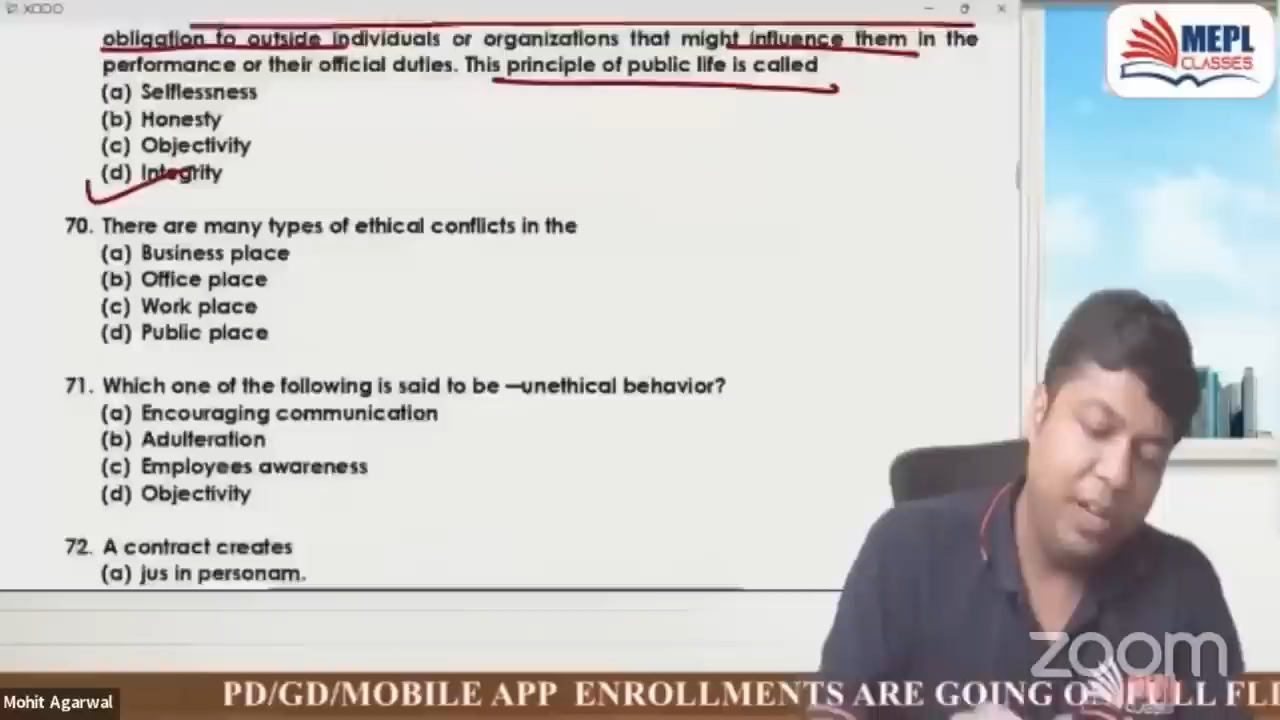 XODO
MEPL
CLASSES
obligation to outside individuals or organizations that might influence them in the
performance or their official duties. This principle of public life is called
(a) Selflessness
(b) Honesty
(c) Objectivity
(d) Integrity
70. There are many types of ethical conflicts in the
(a) Business place
(b) Office place
(c) Work place
(d) Public place
71. Which one of the following is said to be —unethical behavior?
(a) Encouraging communication
(b) Adulteration
(c) Employees awareness
(d) Objectivity
72. A contract creates
(a) jus in personam.
zoom
Mohit Agarwal
PD/GD/MOBILE APP ENROLLMENTS ARE GOING ON FULL